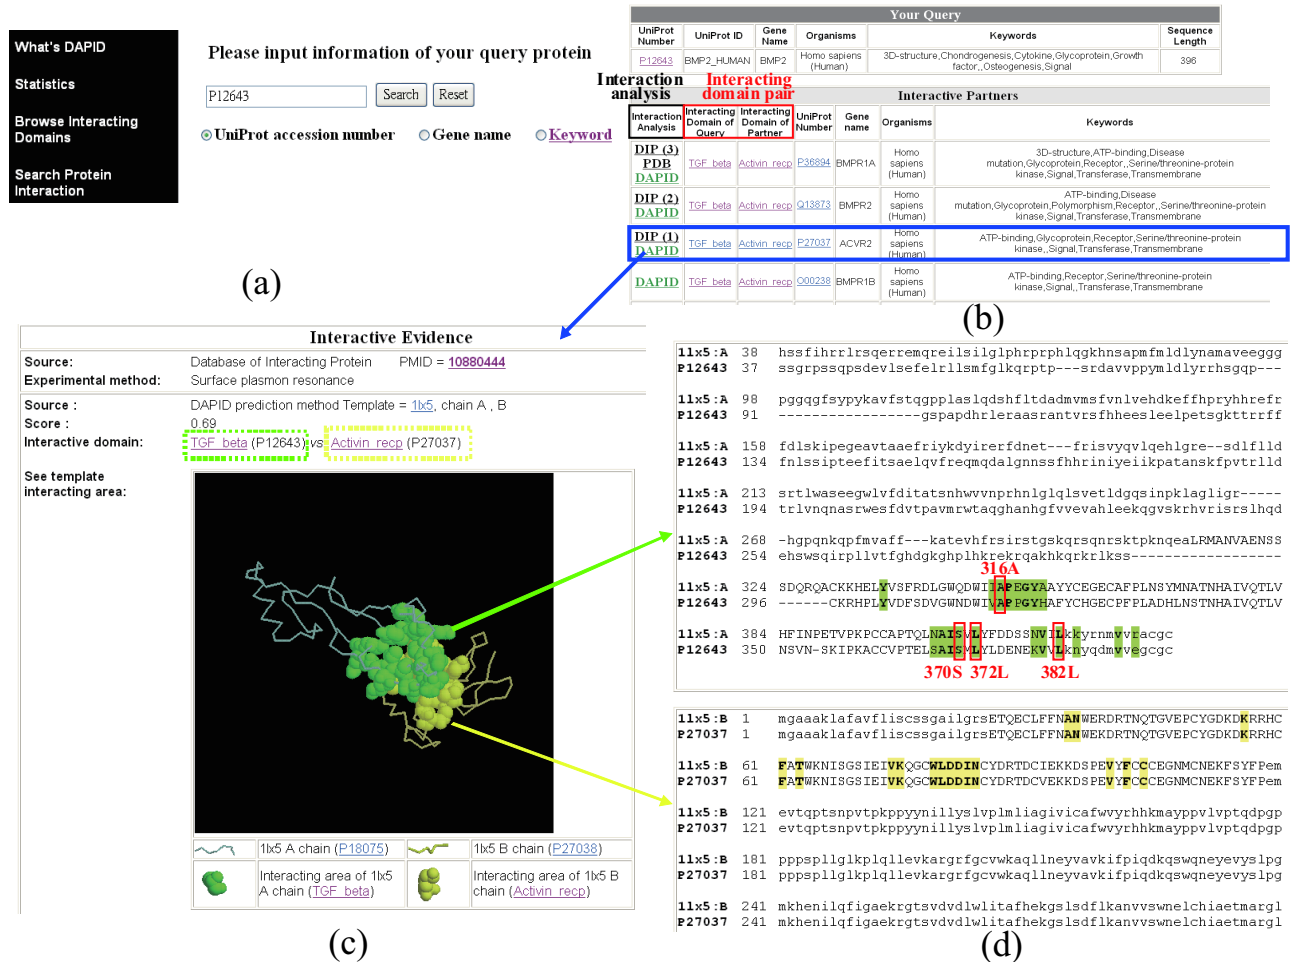 What's DAPID
Statistics
Browse Interacting
Domains
Search Protein
Interaction
Please input information of your query protein
P12643
Search
Reset
UniProt accession number
Gene name
Keyword
(a)
Your Query
UniProt Number UniProt ID Gene Name Organisms Keywords Sequence Length
P12643 BMP2_HUMAN BMP2 Homo sapiens (Human) 3D-structure,Chondrogenesis,Cytokine,Glycoprotein,Growth factor,,Osteogenesis,Signal 396
Interaction analysis
Interacting domain pair
Interactive Partners
Interaction Analysis Interacting Domain of Query Interacting Domain of Partner UniProt Number Gene name Organisms Keywords
DIP (3) PDB DAPID TGF_beta Activin_recp P36894 BMPR1A Homo sapiens (Human) 3D-structure,ATP-binding,Disease mutation,Glycoprotein,Receptor,,Serine/threonine-protein kinase,Signal,Transferase,Transmembrane
DIP (2) DAPID TGF_beta Activin_recp Q13873 BMPR2 Homo sapiens (Human) ATP-binding,Disease mutation,Glycoprotein,Polymorphism,Receptor,,Serine/threonine-protein kinase,Signal,Transferase,Transmembrane
DIP (1) DAPID TGF_beta Activin_recp P27037 ACVR2 Homo sapiens (Human) ATP-binding,Glycoprotein,Receptor,Serine/threonine-protein kinase,,Signal,Transferase,Transmembrane
DAPID TGF_beta Activin_recp O00238 BMPR1B Homo sapiens (Human) ATP-binding,Receptor,Serine/threonine-protein kinase,Signal,,Transferase,Transmembrane
(b)
Interactive Evidence
Source: Database of Interacting Protein PMID = 10880444
Experimental method: Surface plasmon resonance
Source : DAPID prediction method Template = 1lx5, chain A , B
Score : 0.69
Interactive domain: TGF_beta (P12643) vs Activin_recp (P27037)
See template
interacting area:
1lx5 A chain (P18075)
1lx5 B chain (P27038)
Interacting area of 1lx5 A chain (TGF_beta)
Interacting area of 1lx5 B chain (Activin_recp)
(c)
1lx5:A 38 hssfihrrlrsqerremqreilsilglphrprphlqgkhnsapmfmldlynamaveeggg
P12643 37 ssgrpssqpsdevlsefelrllsmfglkqrptp---srdavvppymldlyrrhsgqp---
1lx5:A 98 pggqgfsypykavfstqgpplaslqdshfltdadmvmsfvnlvehdkeffhpryhhrefr
P12643 91 -----------------gspapdhrleraasrantvrsfhheesleelpetsgkttrrff
1lx5:A 158 fdlskipegeavtaaefriykdyirerfdnet---frisvyqvlqehlgre--sdlflld
P12643 134 fnlssipteefitsaelqvfreqmqdalgnnssfhhriniyeiikpatanskfpvtrlld
1lx5:A 213 srtlwaseegwlvfditatsnhwvvnprhnlglqlsvetldgqsinpklagligr-----
P12643 194 trlvnqnasrwesfdvtpavmrwtaqghanhgfvvevahleekqgvskrhvrisrslhqd
1lx5:A 268 -hgpqnkqpfmvaff---katevhfrsirstgskqrsqnrsktpknqeaLRMANVAENSS
P12643 254 ehswsqirpllvtfghdgkghplhkrekrqakhkqrkrlkss------------------
316A
1lx5:A 324 SDQRQACKKHELYVSFRDLGWQDWIIAPEGYAAYYCEGECAFPLNSYMNATNHAIVQTLV
P12643 296 ------CKRHPLYVDFSDVGWNDWIVAPPGYHAFYCHGECPFPLADHLNSTNHAIVQTLV
1lx5:A 384 HFINPETVPKPCCAPTQLNAISVLYFDDSSNVILkkyrnmvvracgc
P12643 350 NSVN-SKIPKACCVPTELSAISMLYLDENEKVVLknyqdmvvegcgc
370S 372L 382L
1lx5:B 1 mgaaaklafavfliscssgailgrsETQECLFFNANWERDRTNQTGVEPCYGDKDKRRHC
P27037 1 mgaaaklafavfliscssgailgrsETQECLFFNANWEKDRTNQTGVEPCYGDKDKRRHC
1lx5:B 61 FATWKNISGSIEIVKQGCWLDDINCYDRTDCIEKKDSPEVYFCCCEGNMCNEKFSYFPem
P27037 61 FATWKNISGSIEIVKQGCWLDDINCYDRTDCVEKKDSPEVYFCCCEGNMCNEKFSYFPem
1lx5:B 121 evtqptsnpvtpkppyynillyslvplmliagivicafwvyrhhkmayppvlvptqdpgp
P27037 121 evtqptsnpvtpkppyynillyslvplmliagivicafwvyrhhkmayppvlvptqdpgp
1lx5:B 181 pppspllglkplqllevkargrfgcvwkaqllneyvavkifpiqdkqswqneyevyslpg
P27037 181 pppspllglkplqllevkargrfgcvwkaqllneyvavkifpiqdkqswqneyevyslpg
1lx5:B 241 mkhenilqfigaekrgtsvdvdlwlitafhekgslsdflkanvvswnelchiaetmargl
P27037 241 mkhenilqfigaekrgtsvdvdlwlitafhekgslsdflkanvvswnelchiaetmargl
(d)